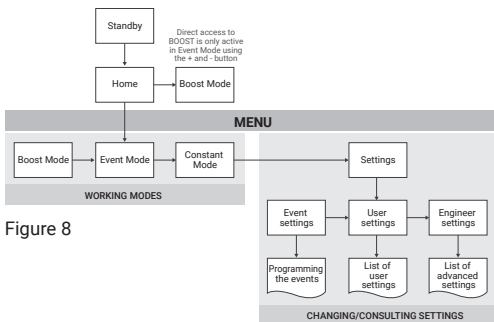 Standby
Direct access to
BOOST is only active
in Event Mode using
the + and - button
Home
Boost Mode
MENU
Boost Mode
Event Mode
Constant
Mode
Settings
WORKING MODES
Figure 8
Event
settings
User
settings
Engineer
settings
Programming
the events
List of
user
settings
List of
advanced
settings
CHANGING/CONSULTING SETTINGS